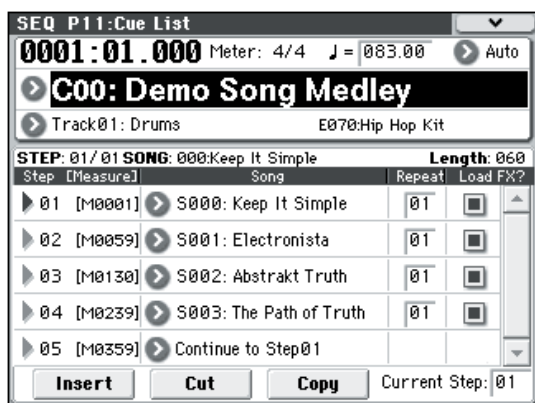 SEQ P11:Cue List
0001:01.000 Meter: 4/4 ♩= 083.00 Auto
C00: Demo Song Medley
Track01: Drums E070:Hip Hop Kit
STEP: 01/01 SONG: 000:Keep It Simple Length: 060
Step [Measure] Song Repeat Load FX?
01 [M0001] S000: Keep It Simple 01
02 [M0059] S001: Electronista 01
03 [M0130] S002: Abstrakt Truth 01
04 [M0239] S003: The Path of Truth 01
05 [M0359] Continue to Step01
Insert Cut Copy Current Step: 01